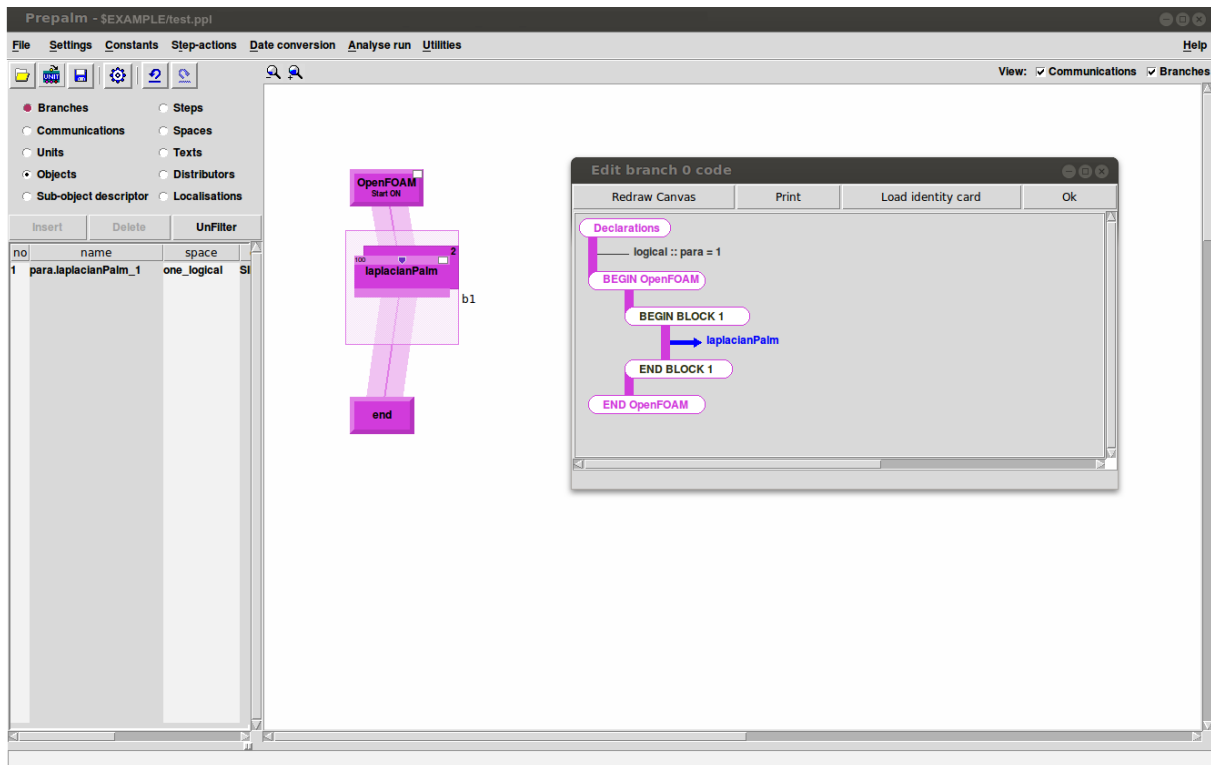 Prepalm - $EXAMPLE/test.ppl
File Settings Constants Step-actions Date conversion Analyse run Utilities Help
UNIT
View: Communications Branches
Branches Steps
Communications Spaces
Units Texts
Objects Distributors
Sub-object descriptor Localisations
Insert Delete UnFilter
no name space
1 para.laplacianPalm_1 one_logical SI
OpenFOAM
Start ON
2
100
laplacianPalm
b1
end
Edit branch 0 code
Redraw Canvas Print Load identity card Ok
Declarations
logical :: para = 1
BEGIN OpenFOAM
BEGIN BLOCK 1
laplacianPalm
END BLOCK 1
END OpenFOAM